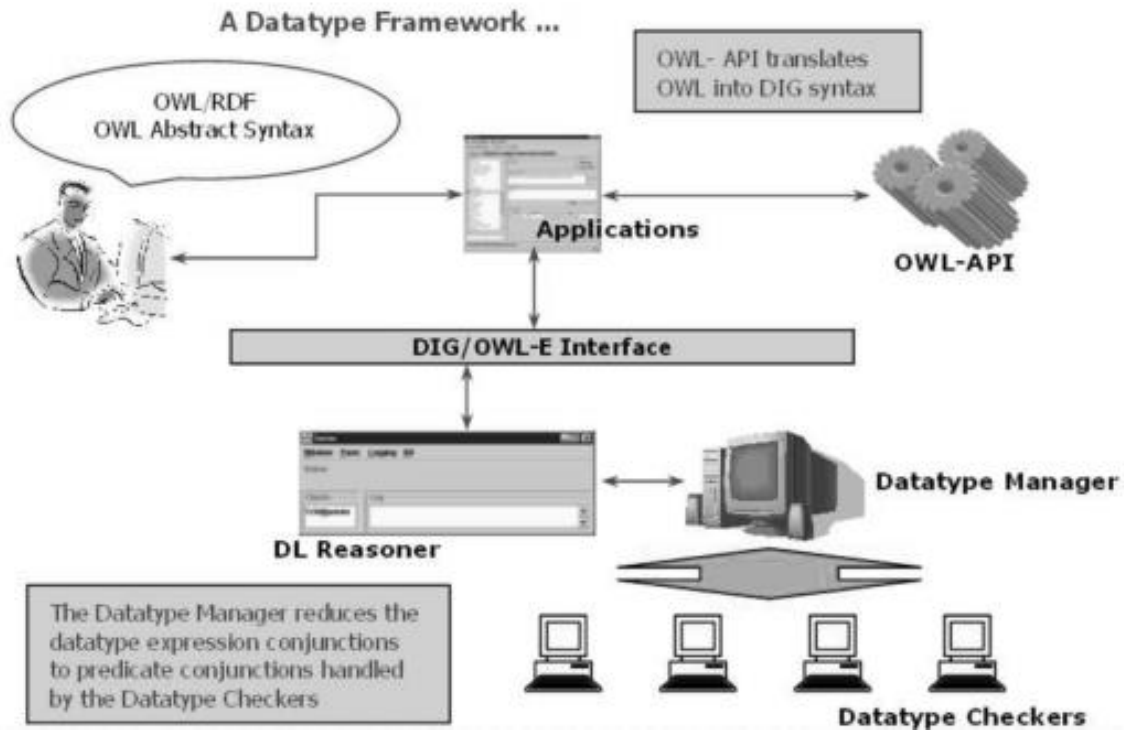 A Datatype Framework ...
OWL- API translates
OWL into DIG syntax
OWL/RDF
OWL Abstract Syntax
Applications
OWL-API
DIG/OWL-E Interface
DL Reasoner
Datatype Manager
The Datatype Manager reduces the
datatype expression conjunctions
to predicate conjunctions handled
by the Datatype Checkers
Datatype Checkers